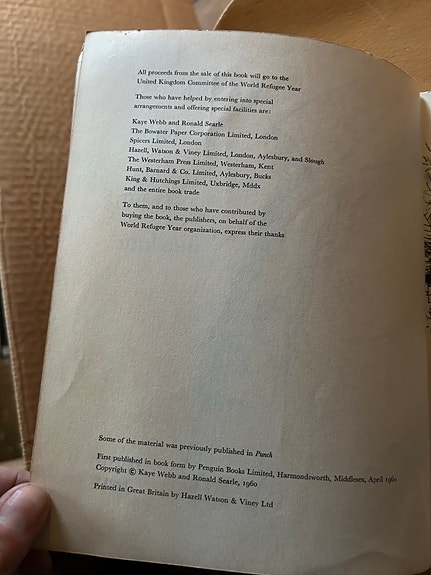 All proceeds from the sale of this book will go to the
United Kingdom Committee of the World Refugee Year
Those who have helped by entering into special
arrangements and offering special facilities are:
Kaye Webb and Ronald Searle
The Bowater Paper Corporation Limited, London
Spicers Limited, London
Hazell, Watson & Viney Limited, London, Aylesbury, and Slough
The Westerham Press Limited, Westerham, Kent
Hunt, Barnard & Co. Limited, Aylesbury, Bucks
King & Hutchings Limited, Uxbridge, Mddx
and the entire book trade
To them, and to those who have contributed by
buying the book, the publishers, on behalf of the
World Refugee Year organization, express their thanks
Some of the material was previously published in Punch
First published in book form by Penguin Books Limited, Harmondsworth, Middlesex, April 1960
Copyright © Kaye Webb and Ronald Searle, 1960
Printed in Great Britain by Hazell Watson & Viney Ltd